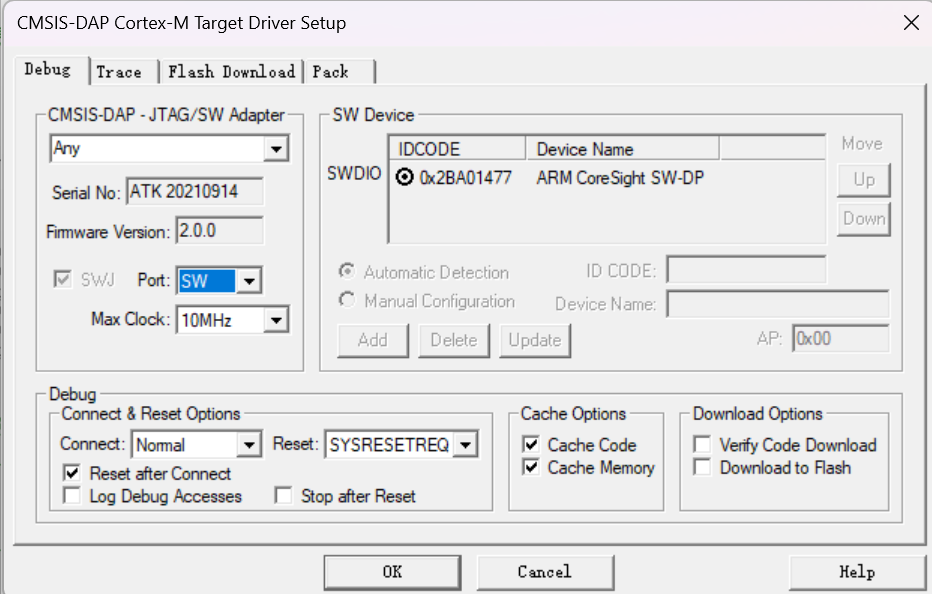 CMSIS-DAP Cortex-M Target Driver Setup
Debug Trace Flash Download Pack
CMSIS-DAP - JTAG/SW Adapter
Any
Serial No: ATK 20210914
Firmware Version: 2.0.0
SWJ Port: SW
Max Clock: 10MHz
SW Device
IDCODE Device Name
SWDIO 0x2BA01477 ARM CoreSight SW-DP
Move
Up
Down
Automatic Detection ID CODE:
Manual Configuration Device Name:
Add Delete Update AP: 0x00
Debug
Connect & Reset Options
Connect: Normal Reset: SYSRESETREQ
Reset after Connect
Log Debug Accesses Stop after Reset
Cache Options
Cache Code
Cache Memory
Download Options
Verify Code Download
Download to Flash
OK Cancel Help